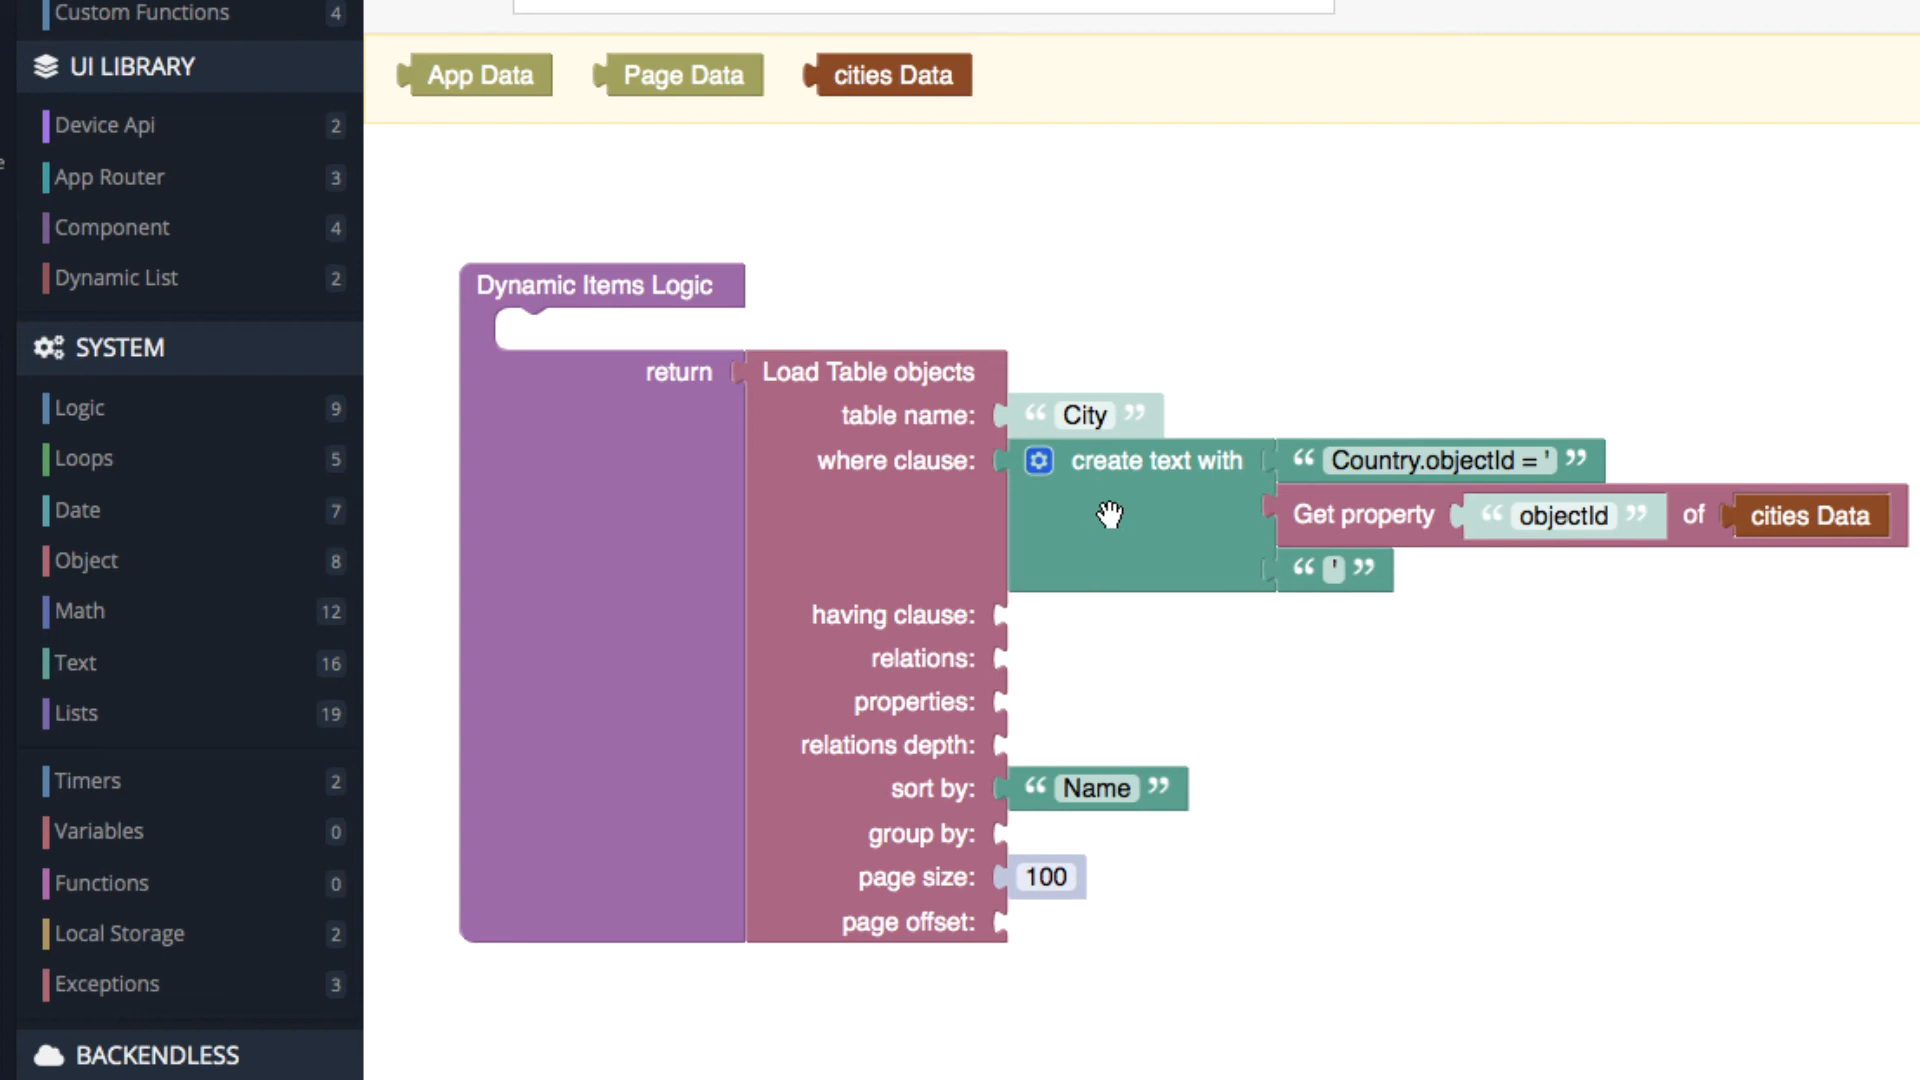 Custom Functions 4
UI LIBRARY
Device Api 2
App Router 3
Component 4
Dynamic List 2
SYSTEM
Logic 9
Loops 5
Date 7
Object 8
Math 12
Text 16
Lists 19
Timers 2
Variables 0
Functions 0
Local Storage 2
Exceptions 3
BACKENDLESS
e
App Data Page Data cities Data
Dynamic Items Logic
return Load Table objects
table name: “ City ”
where clause: create text with “ Country.objectId = ' ”
Get property “ objectId ” of cities Data
“ ' ”
having clause:
relations:
properties:
relations depth:
sort by: “ Name ”
group by:
page size: 100
page offset: